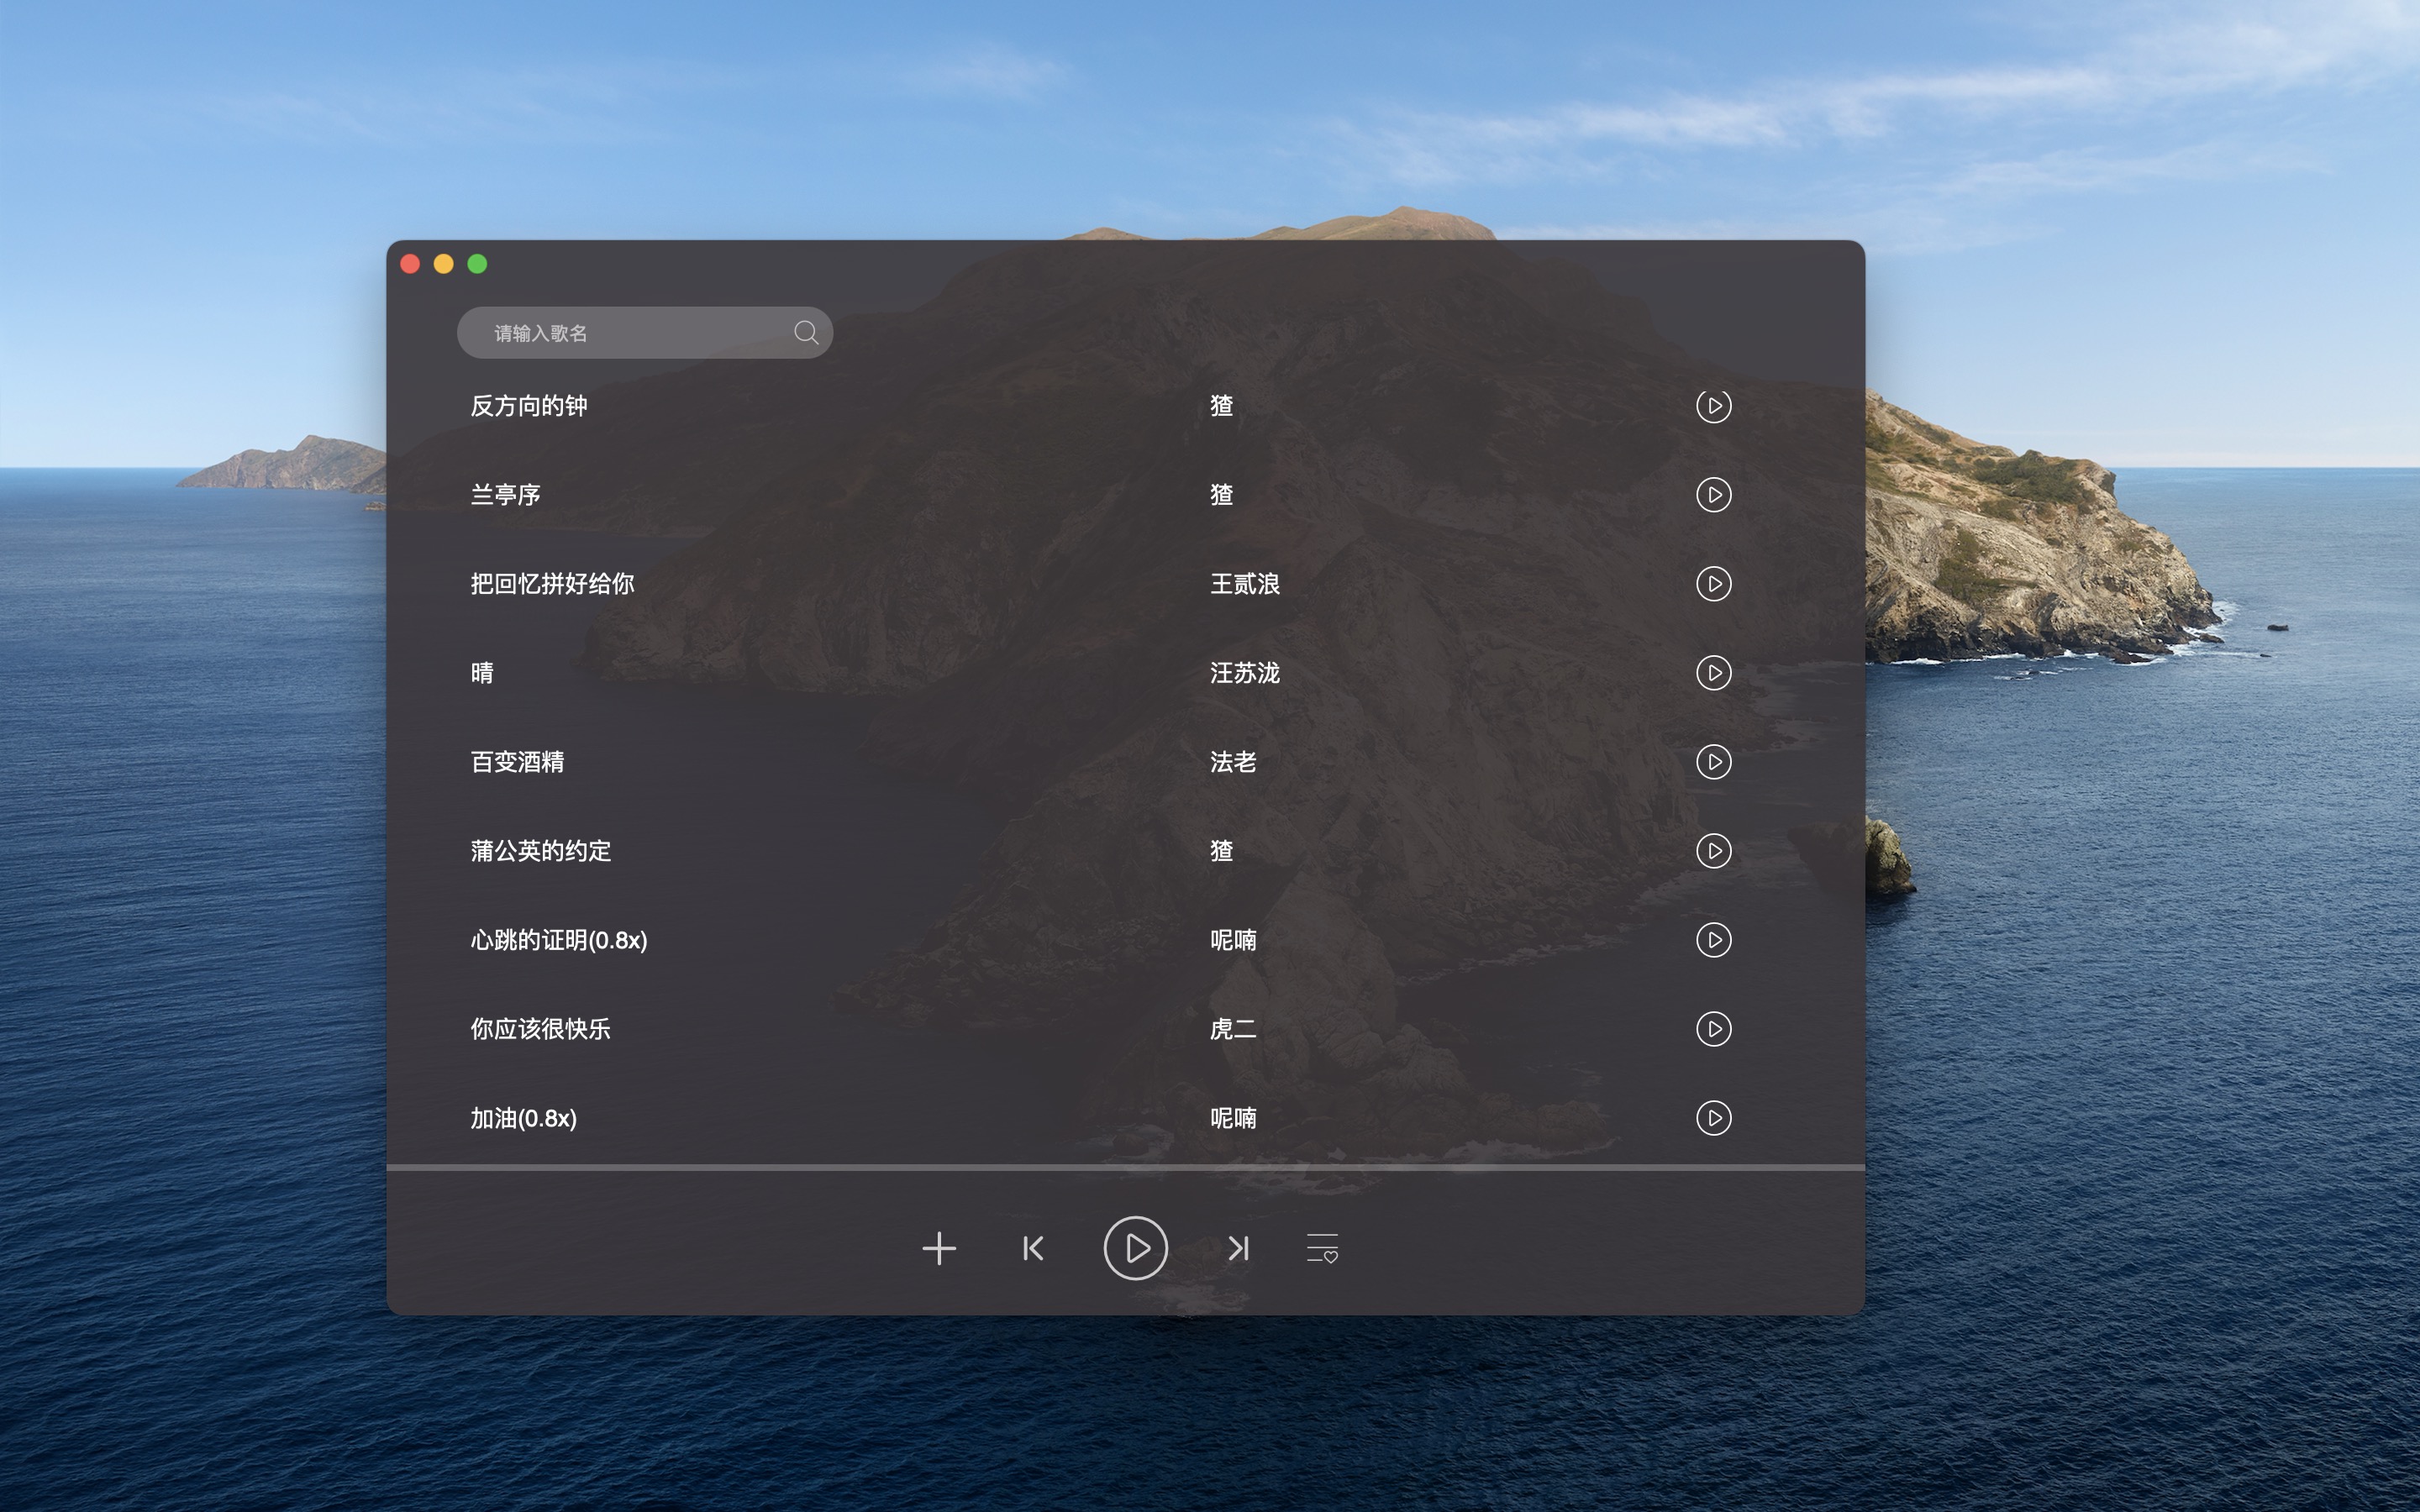 请输入歌名
反方向的钟 猹
兰亭序 猹
把回忆拼好给你 王贰浪
晴 汪苏泷
百变酒精 法老
蒲公英的约定 猹
心跳的证明(0.8x) 呢喃
你应该很快乐 虎二
加油(0.8x) 呢喃